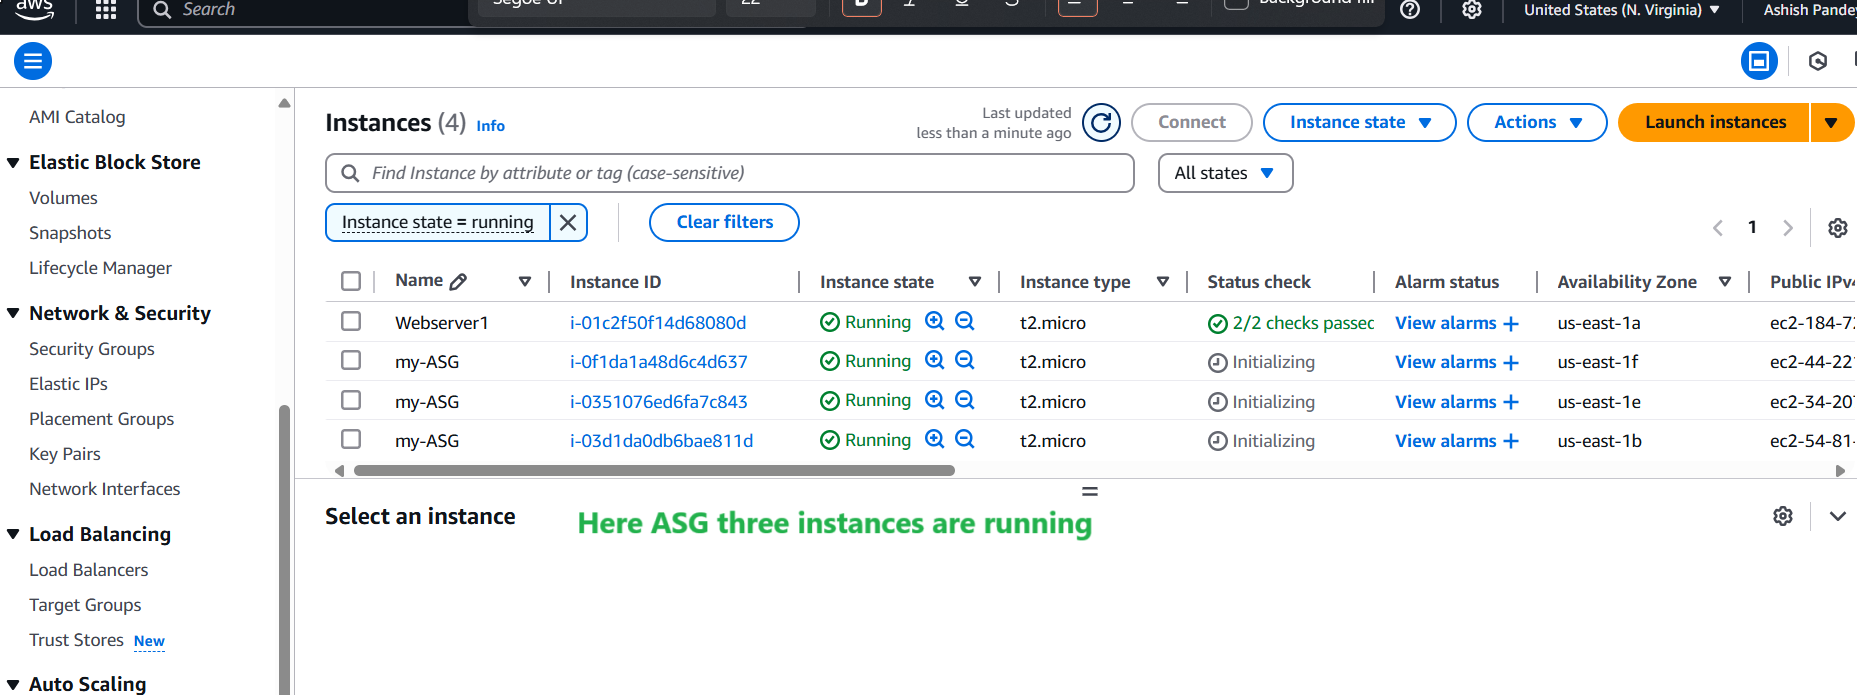 aws
Search
Segoe UI
22
B
Background fill
United States (N. Virginia)
Ashish Pandey
AMI Catalog
Elastic Block Store
Volumes
Snapshots
Lifecycle Manager
Network & Security
Security Groups
Elastic IPs
Placement Groups
Key Pairs
Network Interfaces
Load Balancing
Load Balancers
Target Groups
Trust Stores New
Auto Scaling
Instances (4) Info
Last updated
less than a minute ago
Connect
Instance state
Actions
Launch instances
Find Instance by attribute or tag (case-sensitive)
All states
Instance state = running
Clear filters
1
Name Instance ID Instance state Instance type Status check Alarm status Availability Zone Public IPv4
Webserver1 i-01c2f50f14d68080d Running t2.micro 2/2 checks passec View alarms + us-east-1a ec2-184-72
my-ASG i-0f1da1a48d6c4d637 Running t2.micro Initializing View alarms + us-east-1f ec2-44-221
my-ASG i-0351076ed6fa7c843 Running t2.micro Initializing View alarms + us-east-1e ec2-34-207
my-ASG i-03d1da0db6bae811d Running t2.micro Initializing View alarms + us-east-1b ec2-54-81-
Select an instance
Here ASG three instances are running